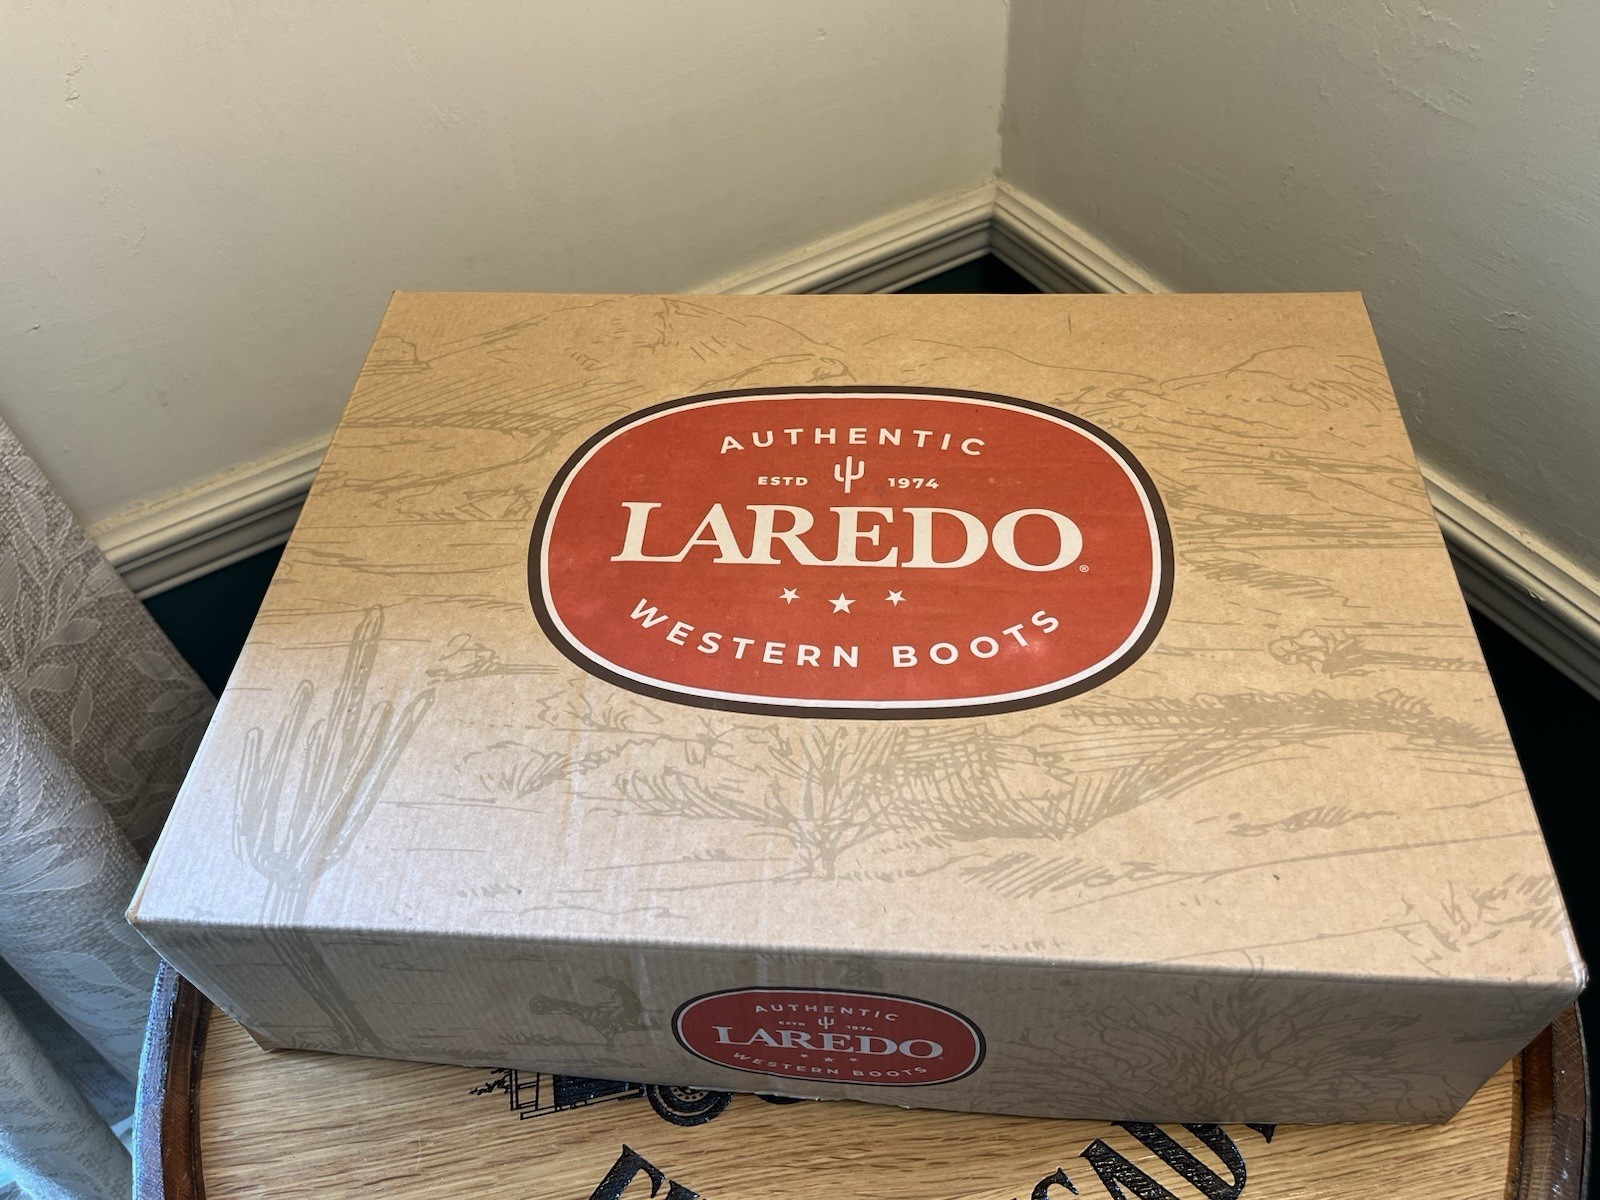 AUTHENTIC
ESTD 1974
LAREDO®
WESTERN BOOTS
AUTHENTIC
ESTD 1974
LAREDO
WESTERN BOOTS